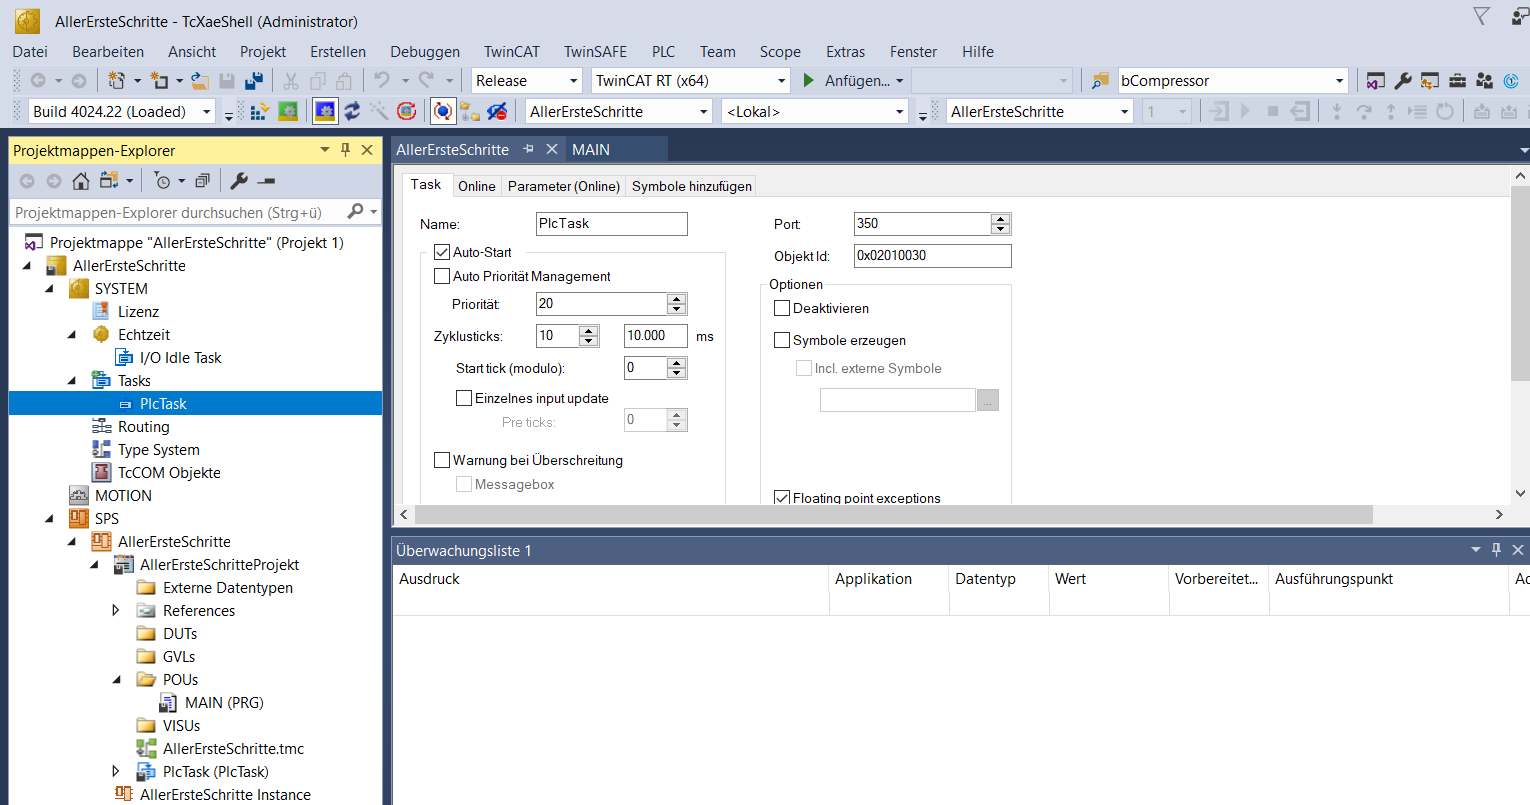 AllerErsteSchritte - TcXaeShell (Administrator)
Datei Bearbeiten Ansicht Projekt Erstellen Debuggen TwinCAT TwinSAFE PLC Team Scope Extras Fenster Hilfe
Release TwinCAT RT (x64) Anfügen... bCompressor
Build 4024.22 (Loaded) AllerErsteSchritte <Lokal> AllerErsteSchritte 1
Projektmappen-Explorer
Projektmappen-Explorer durchsuchen (Strg+ü)
Projektmappe "AllerErsteSchritte" (Projekt 1)
AllerErsteSchritte
SYSTEM
Lizenz
Echtzeit
I/O Idle Task
Tasks
PlcTask
Routing
Type System
TcCOM Objekte
MOTION
SPS
AllerErsteSchritte
AllerErsteSchritteProjekt
Externe Datentypen
References
DUTs
GVLs
POUs
MAIN (PRG)
VISUs
AllerErsteSchritte.tmc
PlcTask (PlcTask)
AllerErsteSchritte Instance
AllerErsteSchritte MAIN
Task Online Parameter (Online) Symbole hinzufügen
Name: PlcTask
Auto-Start
Auto Priorität Management
Priorität: 20
Zyklusticks: 10 10.000 ms
Start tick (modulo): 0
Einzelnes input update
Pre ticks: 0
Warnung bei Überschreitung
Messagebox
Port: 350
Objekt Id: 0x02010030
Optionen
Deaktivieren
Symbole erzeugen
Incl. externe Symbole
...
Floating point exceptions
Überwachungsliste 1
Ausdruck Applikation Datentyp Wert Vorbereitet... Ausführungspunkt Ac